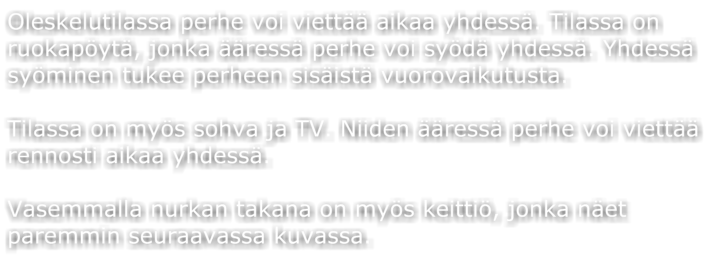 Oleskelutilassa perhe voi viettää aikaa yhdessä. Tilassa on
ruokapöytä, jonka ääressä perhe voi syödä yhdessä. Yhdessä
syöminen tukee perheen sisäistä vuorovaikutusta.
Tilassa on myös sohva ja TV. Niiden ääressä perhe voi viettää
rennosti aikaa yhdessä.
Vasemmalla nurkan takana on myös keittiö, jonka näet
paremmin seuraavassa kuvassa.